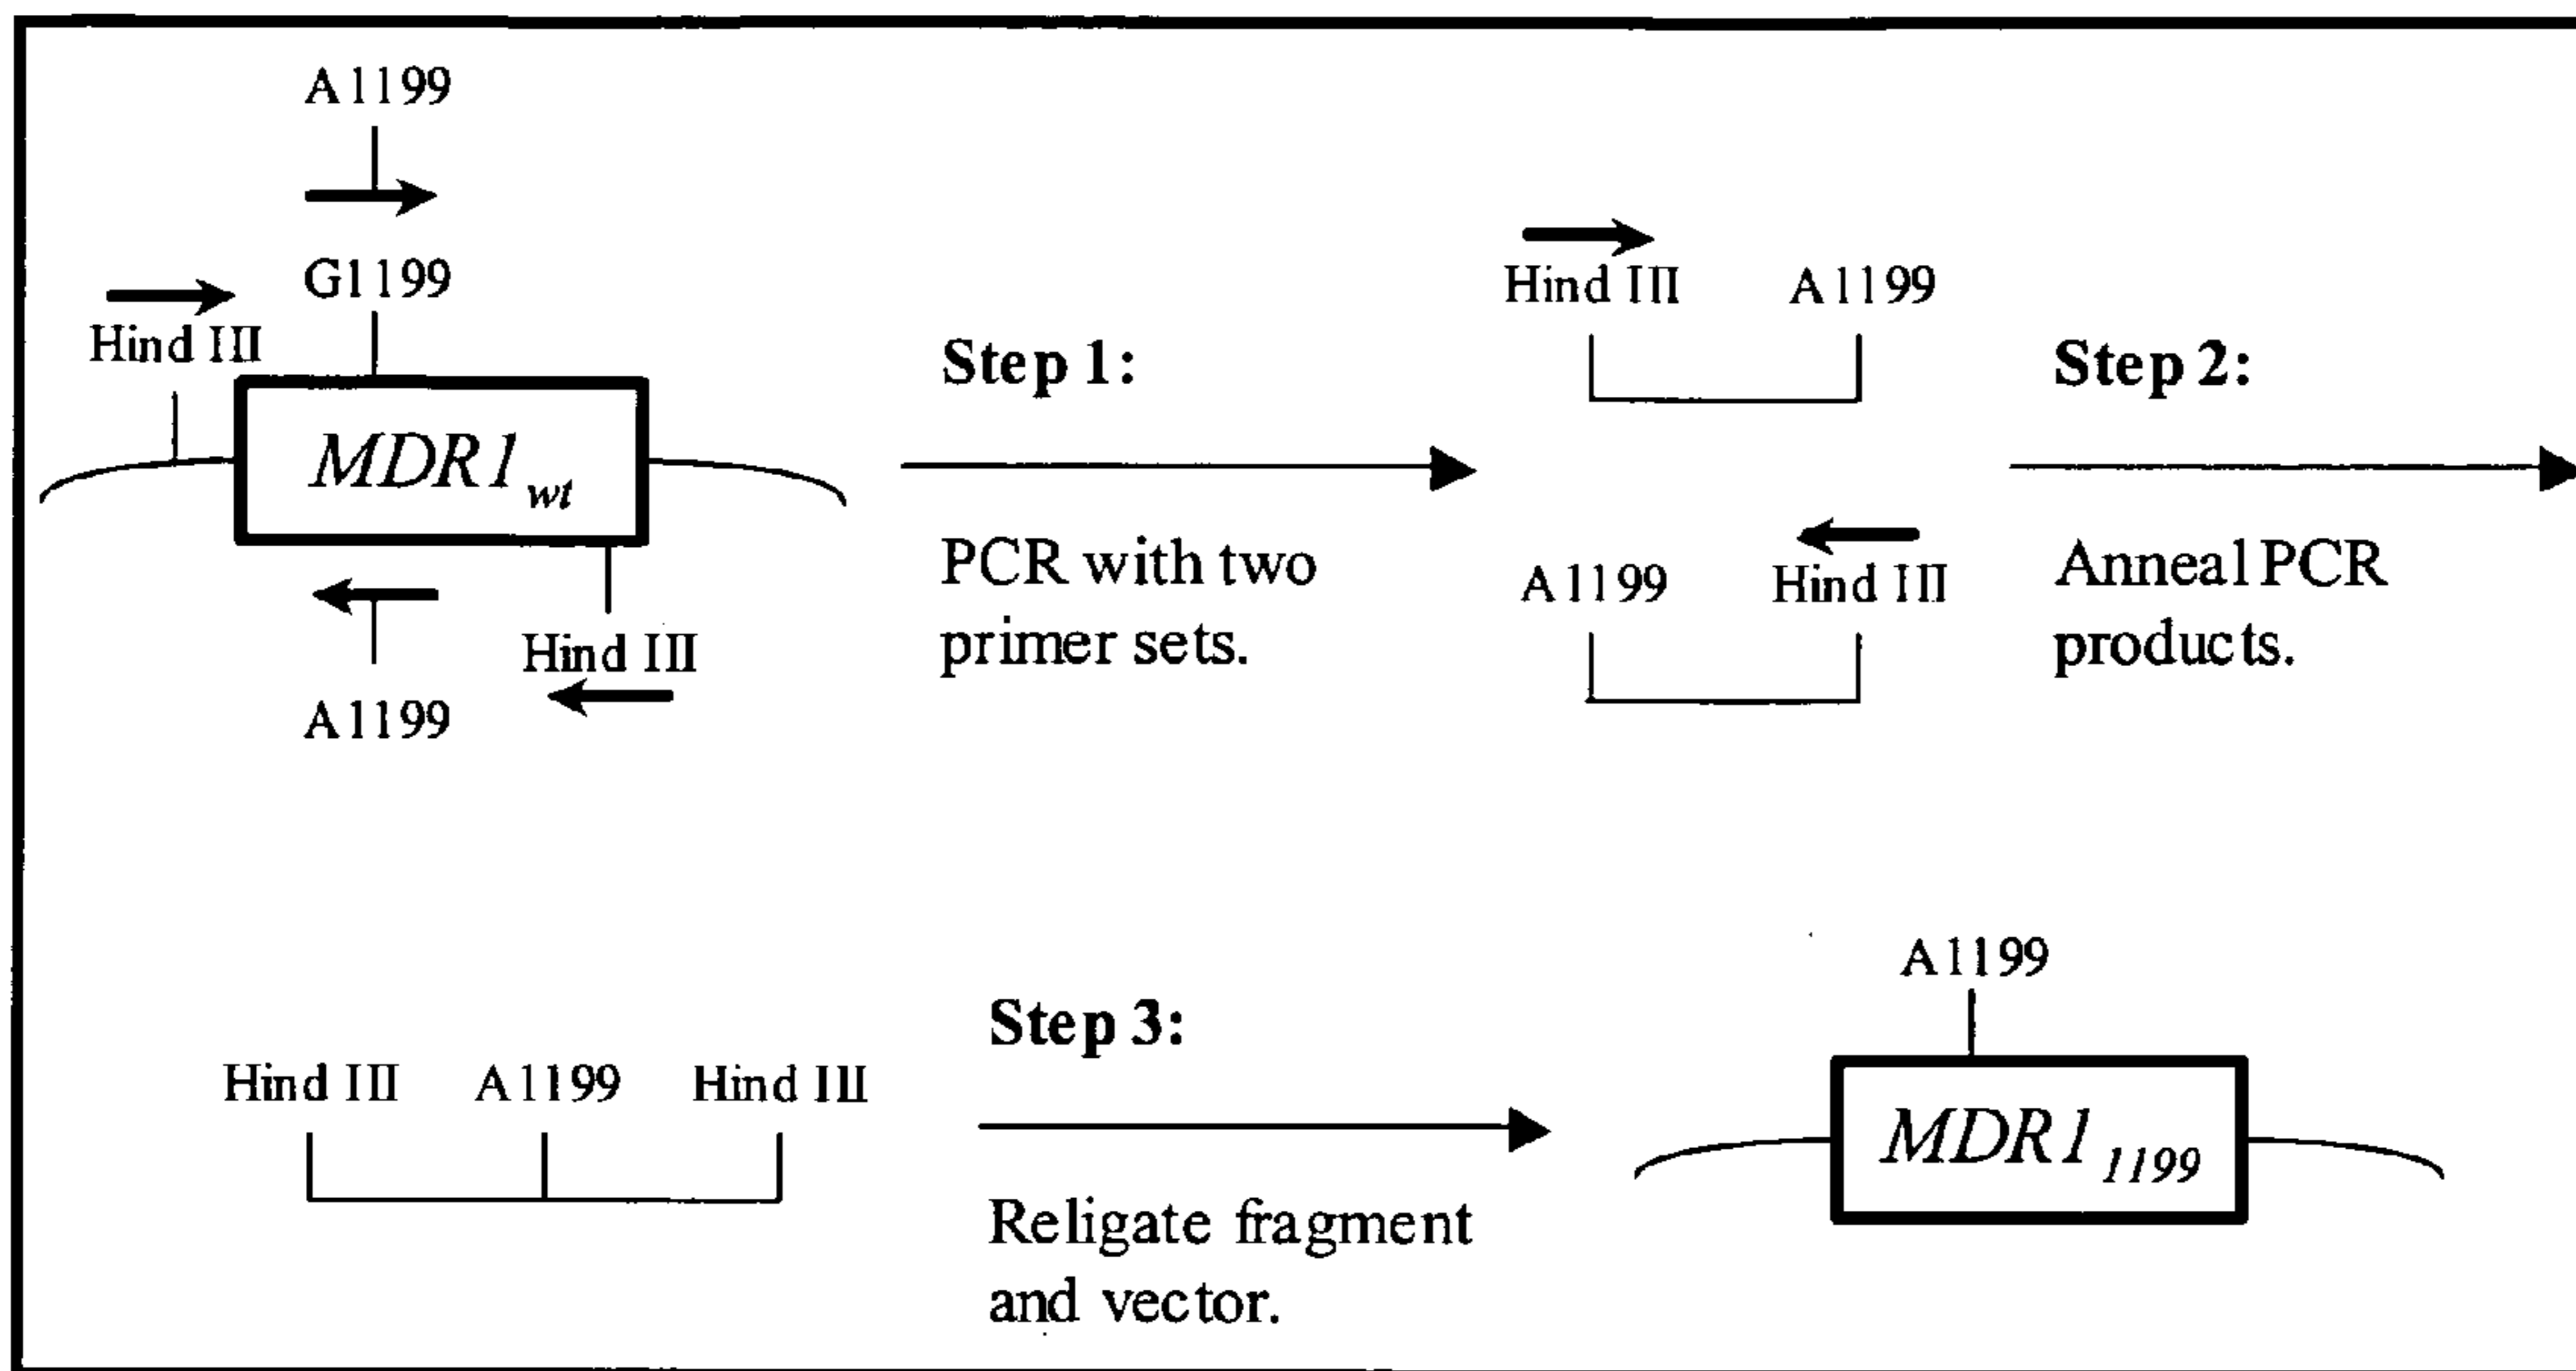 A1199
G1199
Hind III
MDR1 wt
A1199
Hind III
Step 1:
PCR with two
primer sets.
Hind III A1199
A1199 Hind III
Step 2:
Anneal PCR
products.
Hind III A1199 Hind III
Step 3:
Religate fragment
and vector.
A1199
MDR1 1199